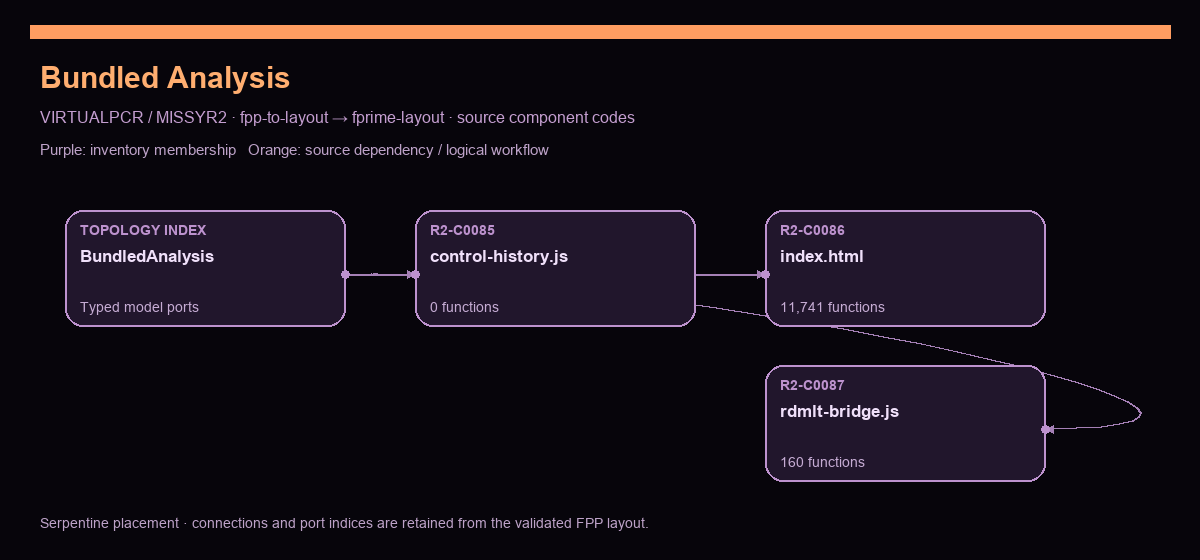 Bundled Analysis
VIRTUALPCR / MISSYR2 · fpp-to-layout → fprime-layout · source component codes
Purple: inventory membership   Orange: source dependency / logical workflow
TOPOLOGY INDEX
BundledAnalysis
Typed model ports
R2-C0085
control-history.js
0 functions
R2-C0086
index.html
11,741 functions
R2-C0087
rdmlt-bridge.js
160 functions
Serpentine placement · connections and port indices are retained from the validated FPP layout.